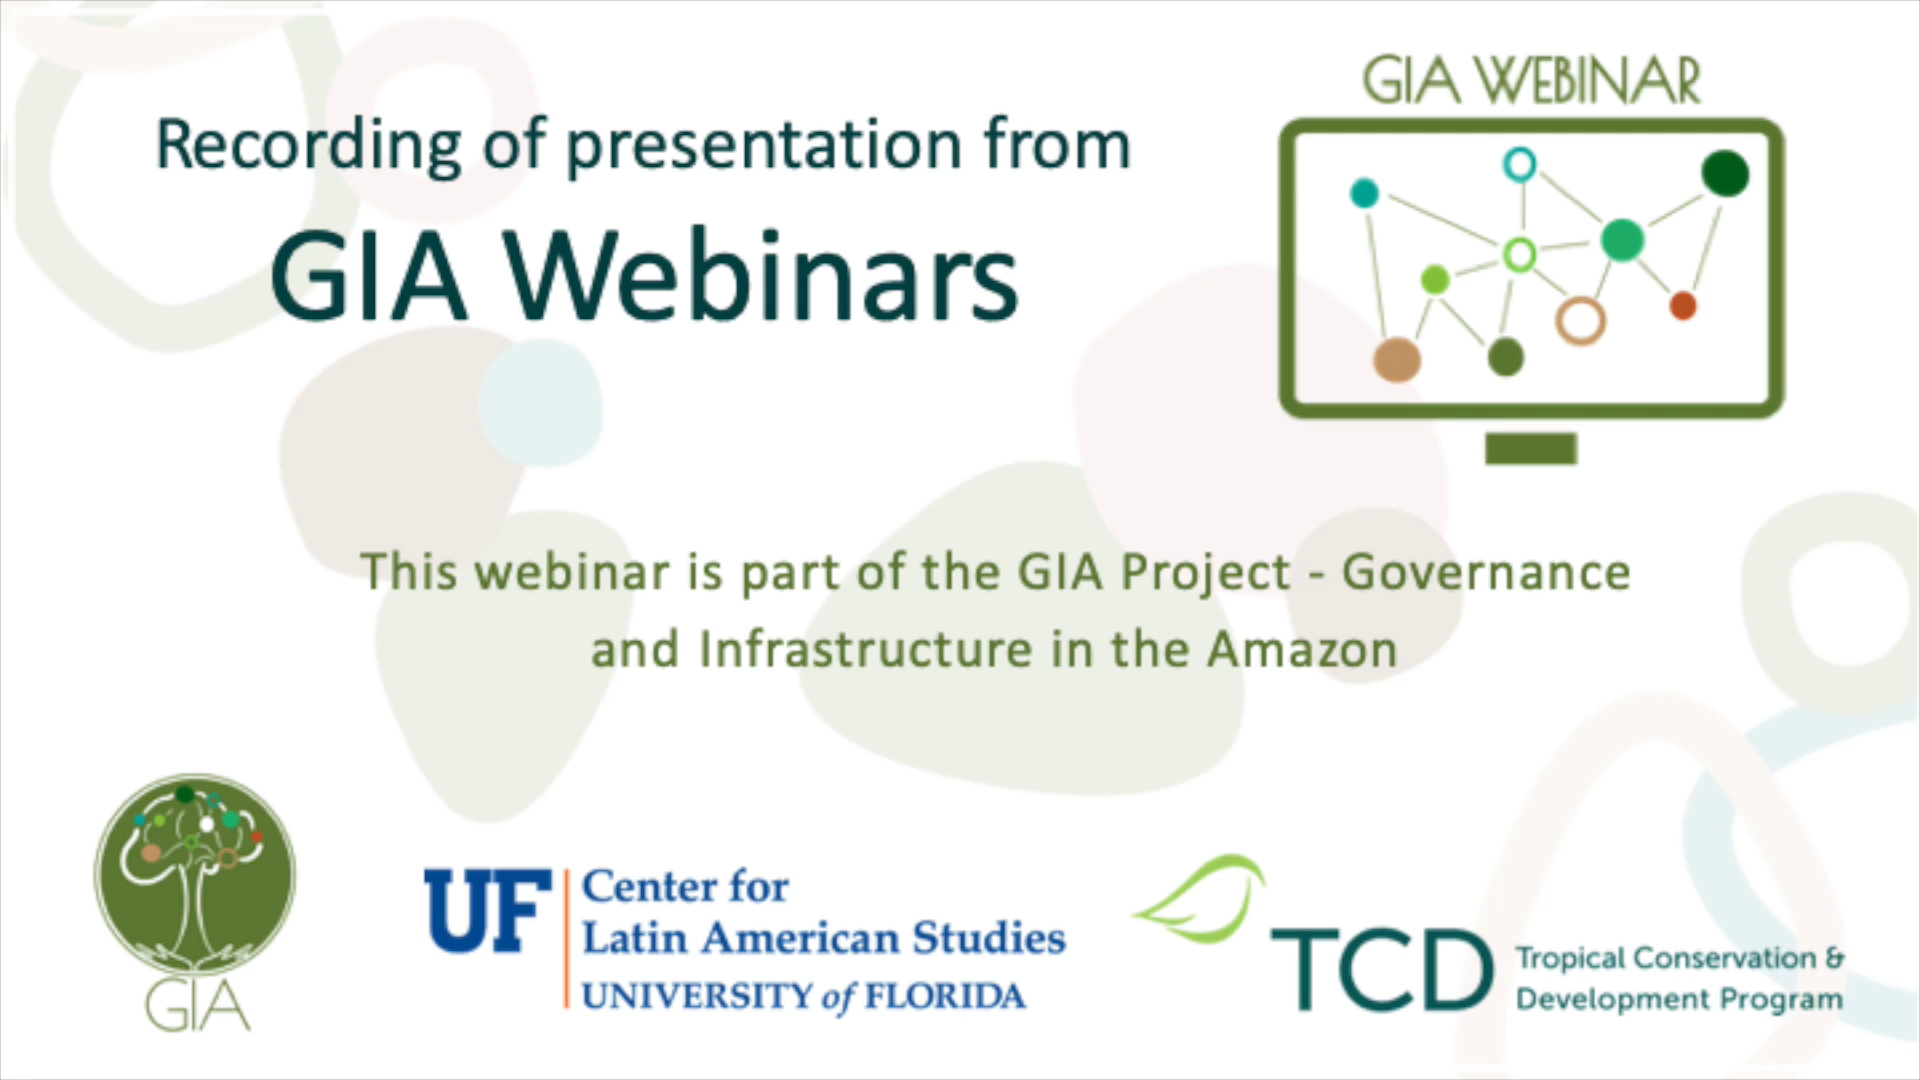 Recording of presentation from
GIA Webinars
GIA WEBINAR
This webinar is part of the GIA Project - Governance
and Infrastructure in the Amazon
GIA
UF
Center for
Latin American Studies
UNIVERSITY of FLORIDA
TCD
Tropical Conservation &
Development Program